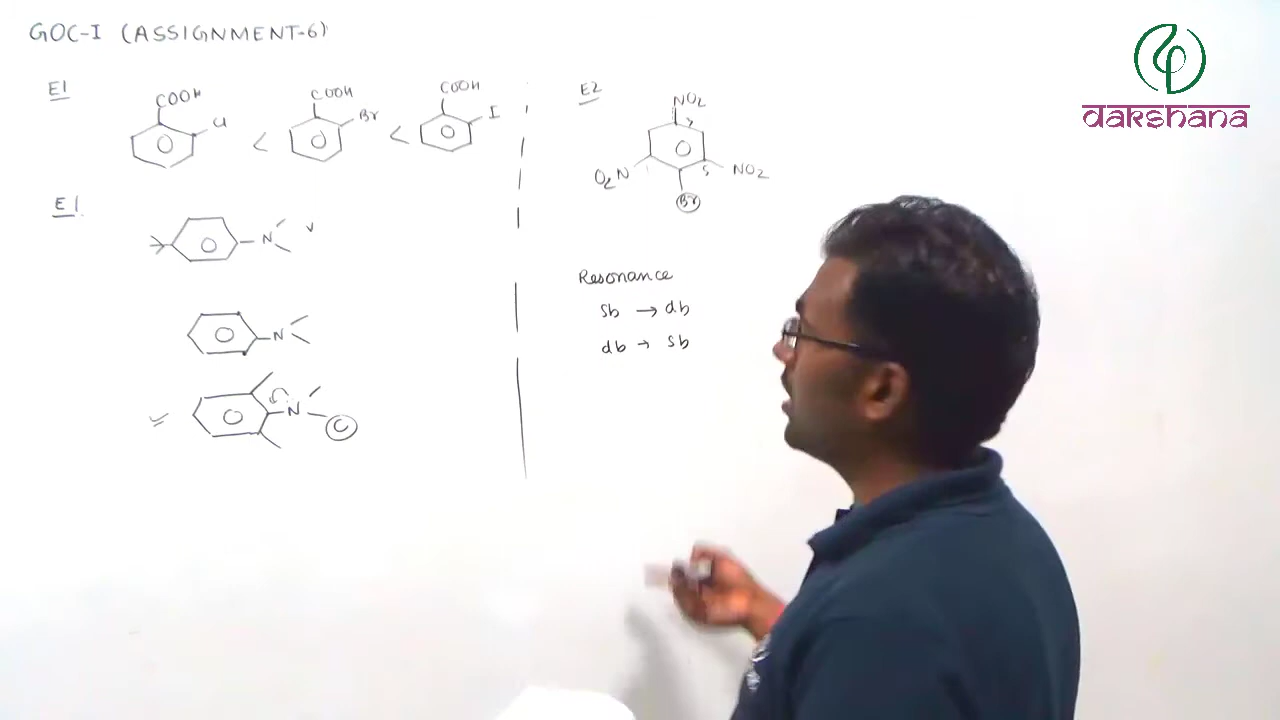 GOC-I (ASSIGNMENT-6)
E1
COOH
Cl
<
COOH
Br
<
COOH
I
E1
N
N
N
C
E2
NO2
O2N
NO2
Br
Resonance
sb → db
db → sb
dakshana